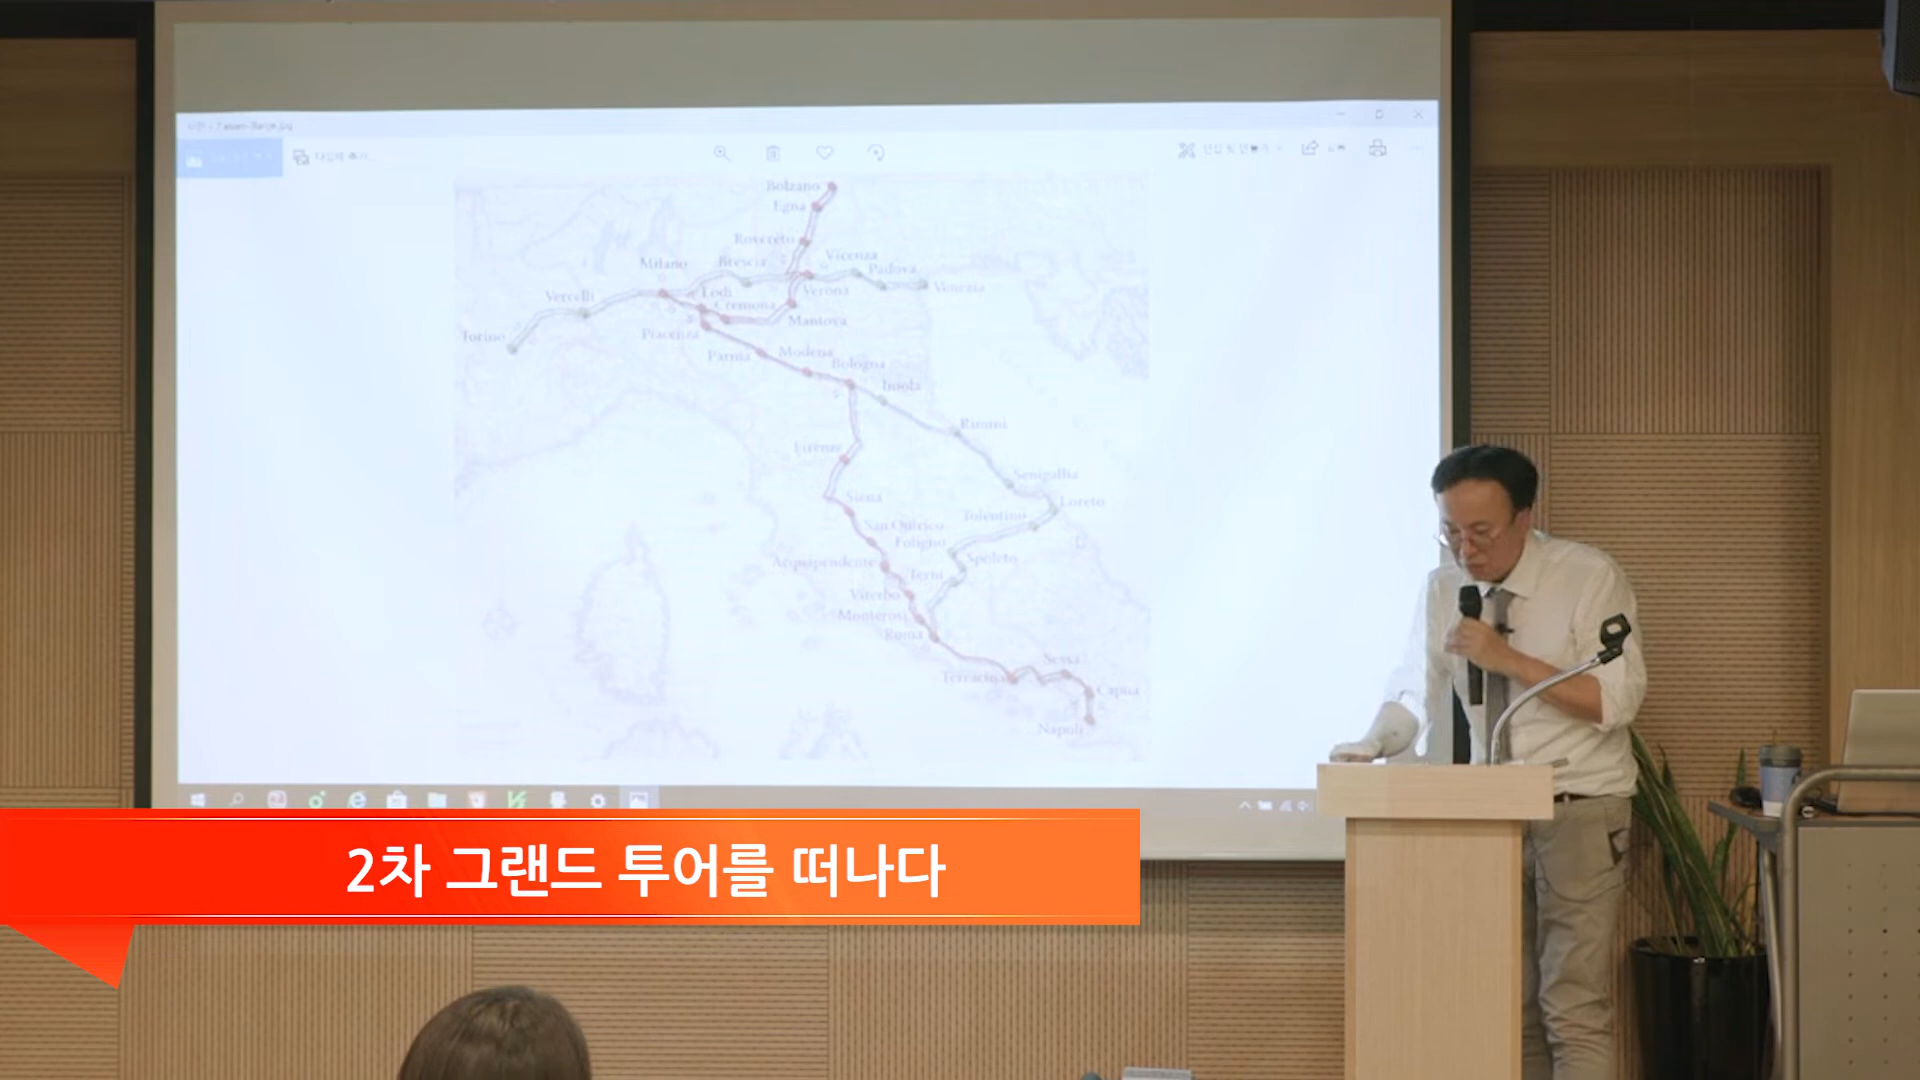 Bolzano
Egna
Rovereto
Vicenza
Milano
Brescia
Padova
Venezia
Vercelli
Lodi
Verona
Cremona
Mantova
Torino
Piacenza
Parma
Modena
Bologna
Imola
Rimini
Firenze
Senigallia
Siena
Loreto
Tolentino
San Quirico
Foligno
Spoleto
Acquapendente
Terni
Viterbo
Monterosi
Roma
Sessa
Terracina
Capua
Napoli
2차 그랜드 투어를 떠나다